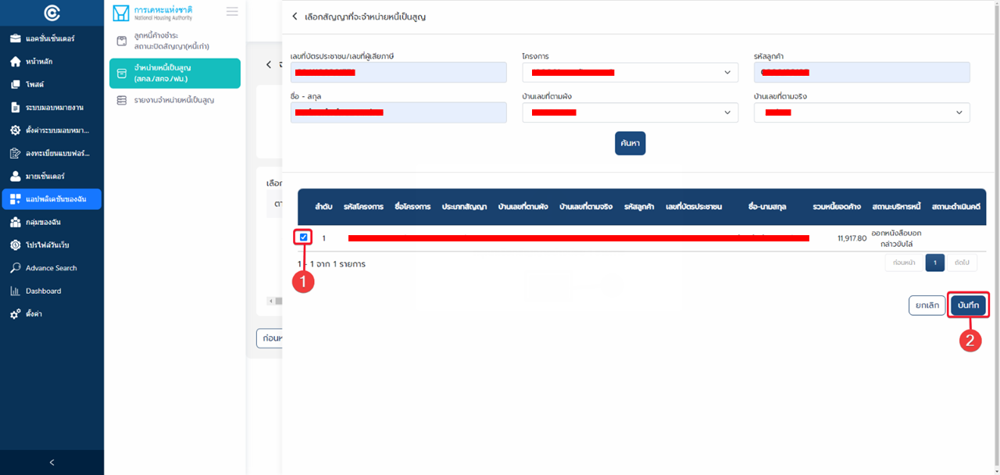 แอคชั่นเซ็นเตอร์
หน้าหลัก
โพสต์
ระบบมอบหมายงาน
ตั้งค่าระบบมอบหมา...
ลงทะเบียนแบบฟอร์...
มายเซ็นเตอร์
แอปพลิเคชันของฉัน
กลุ่มของฉัน
โปรไฟล์วันเว็บ
Advance Search
Dashboard
ตั้งค่า
การเคหะแห่งชาติ
National Housing Authority
ลูกหนี้ค้างชำระ
สถานะปิดสัญญา(หนี้เก่า)
จำหน่ายหนี้เป็นสูญ
(สคล./สคจ./ฟม.)
รายงานจำหน่ายหนี้เป็นสูญ
เลือกสัญญาที่จะจำหน่ายหนี้เป็นสูญ
เลขที่บัตรประชาชน/เลขที่ผู้เสียภาษี โครงการ รหัสลูกค้า
ชื่อ - สกุล บ้านเลขที่ตามผัง บ้านเลขที่ตามจริง
ค้นหา
ลำดับ รหัสโครงการ ชื่อโครงการ ประเภทสัญญา บ้านเลขที่ตามผัง บ้านเลขที่ตามจริง รหัสลูกค้า เลขที่บัตรประชาชน ชื่อ-นามสกุล รวมหนี้ยอดค้าง สถานะบริหารหนี้ สถานะดำเนินคดี
1 11,917.80 ออกหนังสือบอก
กล่าวขับไล่
1 - 1 จาก 1 รายการ
ก่อนหน้า 1 ถัดไป
1
ยกเลิก บันทึก
2
เลือก
ก่อนห